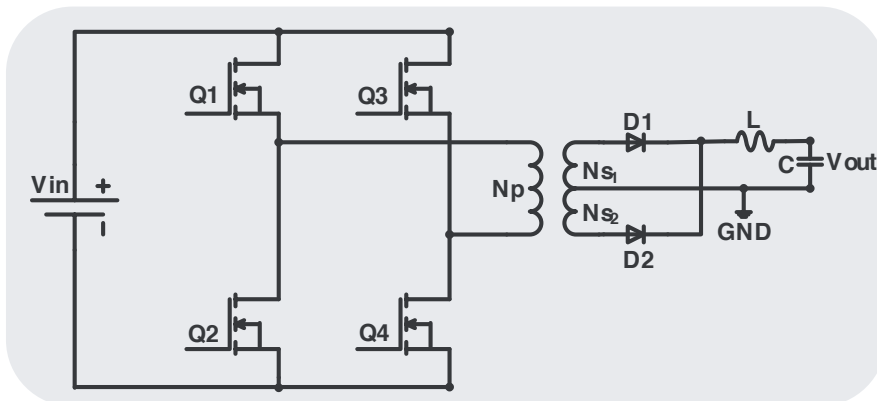 Q1
Q3
D1
L
Vin
+
Np
Ns1
C
Vout
Ns2
GND
D2
Q2
Q4